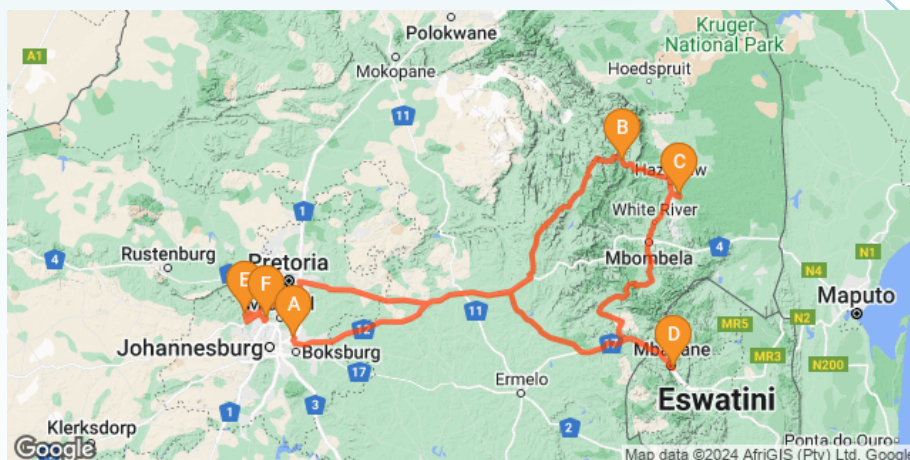 Kruger
National Park
Polokwane
A1
Mokopane
Hoedspruit
11
B
C
1
White River
4
Rustenburg
4
Mbombela
N4
N1
Pretoria
E
F
A
D
11
Maputo
12
MR5
N2
Johannesburg
Boksburg
17
MR3
N200
17
Ermelo
Eswatini
1
3
2
Klerksdorp
Ponta do Ouro
Google
Map data ©2024 AfriGIS (Pty) Ltd, Google